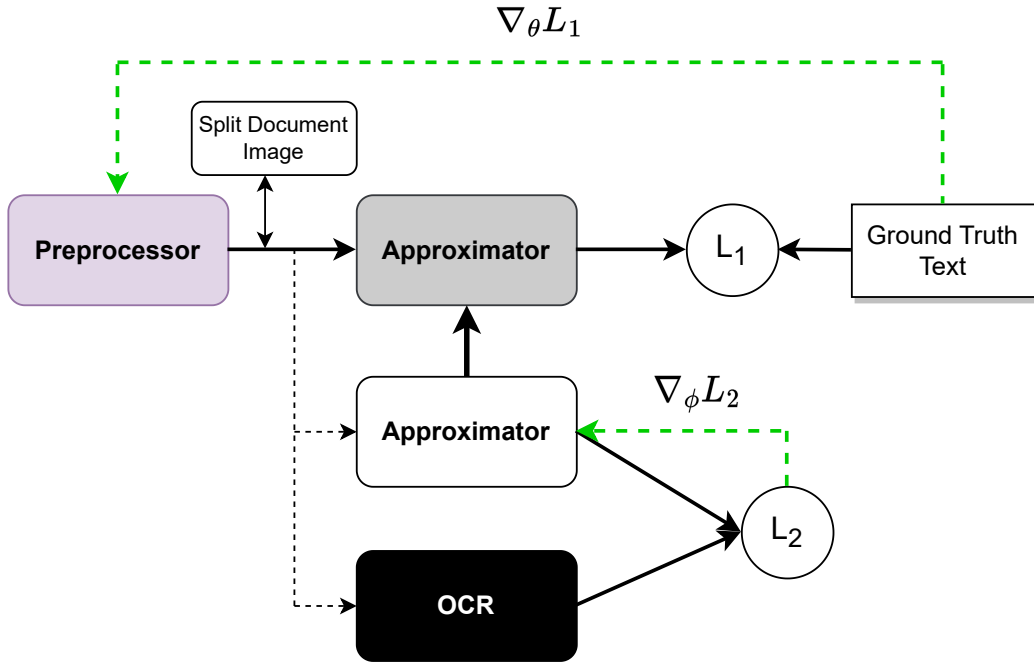 ∇θL1
Split Document
Image
Preprocessor
Approximator
L1
Ground Truth
Text
Approximator
∇ϕL2
L2
OCR